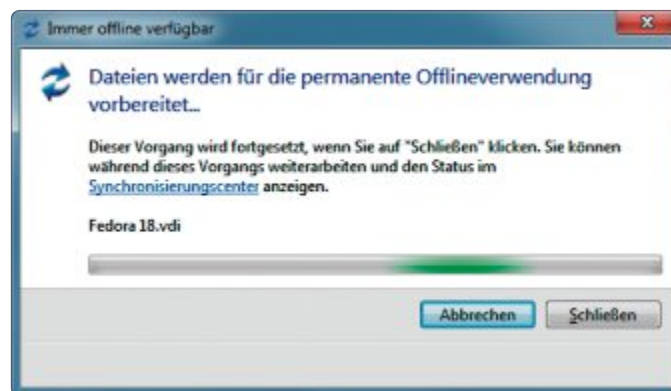 Immer offline verfügbar
Dateien werden für die permanente Offlineverwendung
vorbereitet...
Dieser Vorgang wird fortgesetzt, wenn Sie auf "Schließen" klicken. Sie können
während dieses Vorgangs weiterarbeiten und den Status im
Synchronisierungscenter anzeigen.
Fedora 18.vdi
Abbrechen Schließen